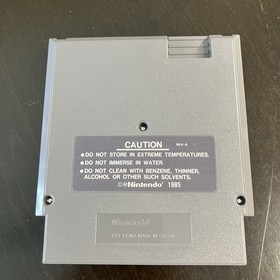 CAUTION
REV-A
• DO NOT STORE IN EXTREME TEMPERATURES.
• DO NOT IMMERSE IN WATER.
• DO NOT CLEAN WITH BENZENE, THINNER,
ALCOHOL OR OTHER SUCH SOLVENTS.
©®Nintendo® 1985
Nintendo